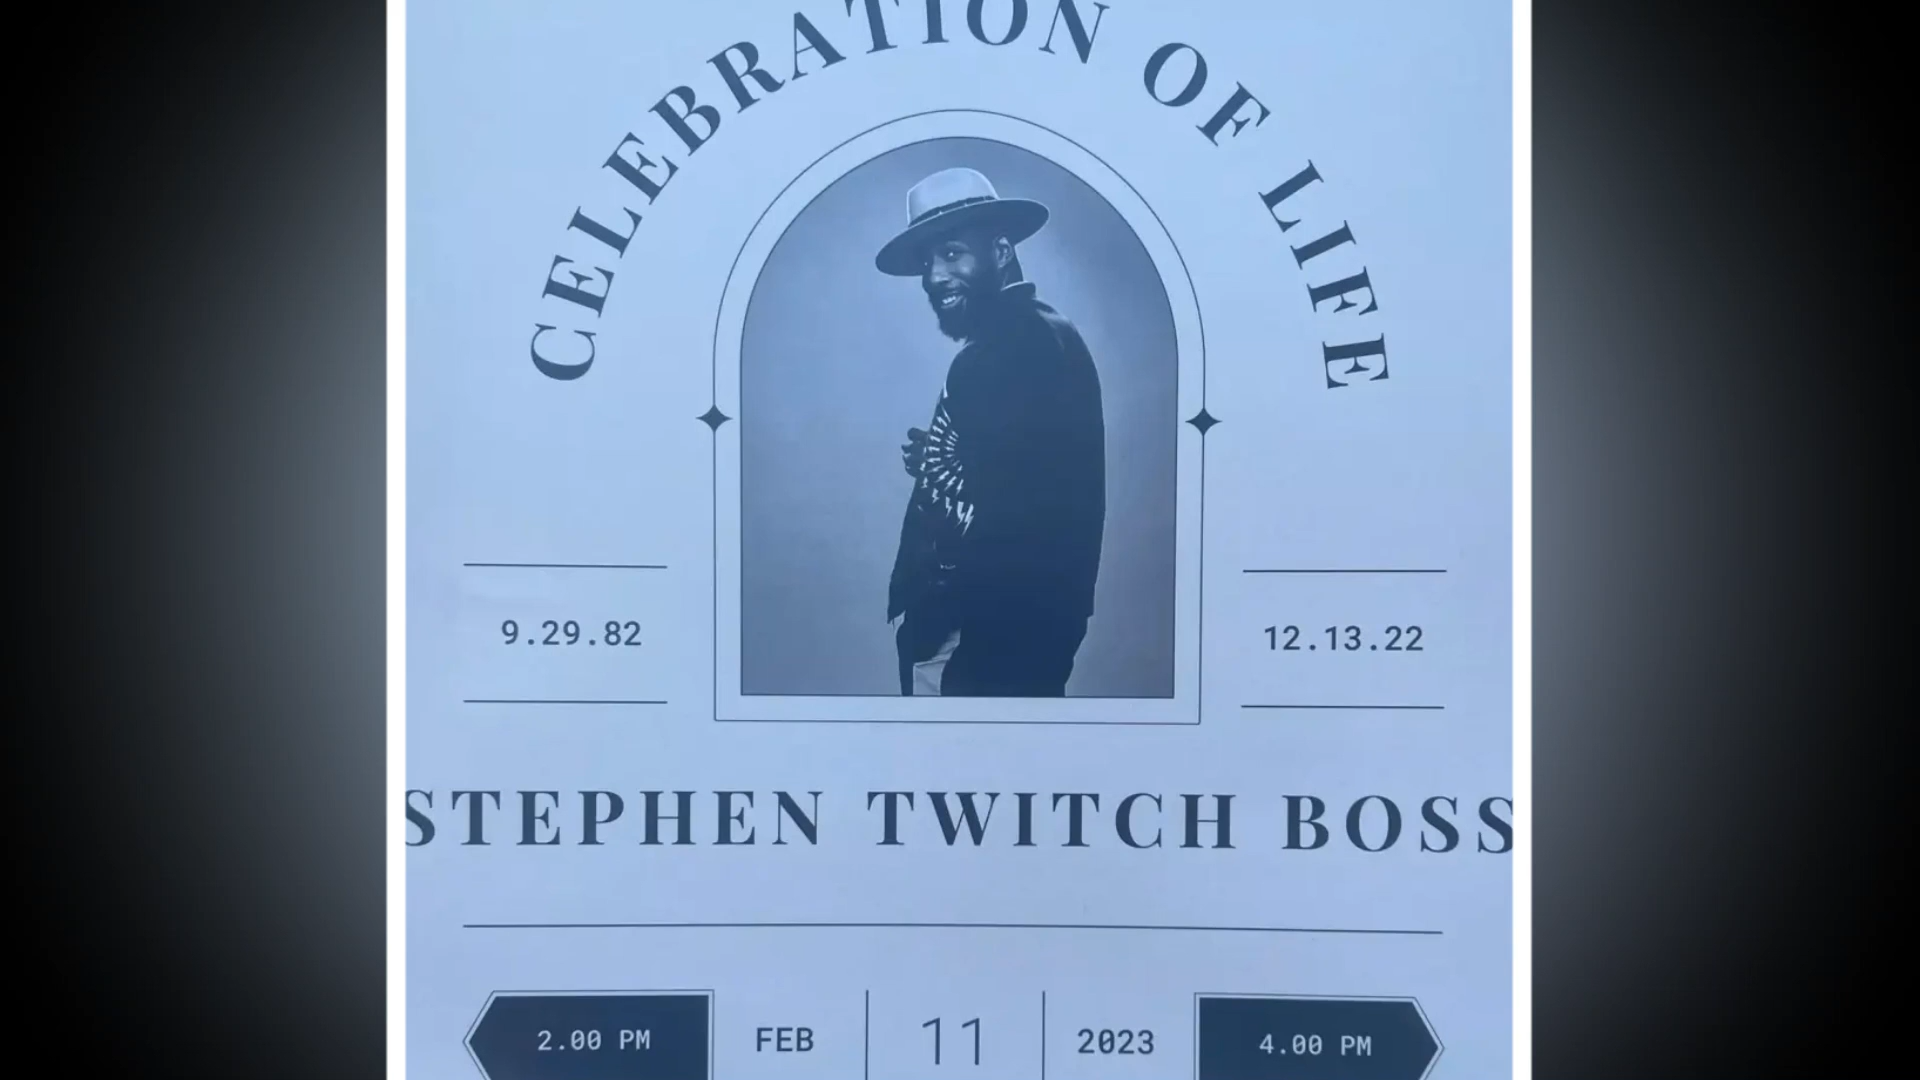 CELEBRATION OF LIFE
9.29.82
12.13.22
STEPHEN TWITCH BOSS
2.00 PM FEB 11 2023 4.00 PM